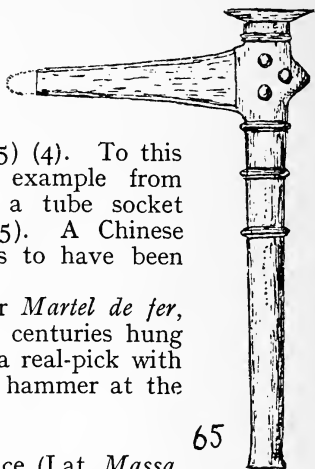 5) (4). To this
example from
a tube socket
5). A Chinese
s to have been
r Martel de fer,
centuries hung
a real-pick with
hammer at the
65
ce (Lat. Massa,